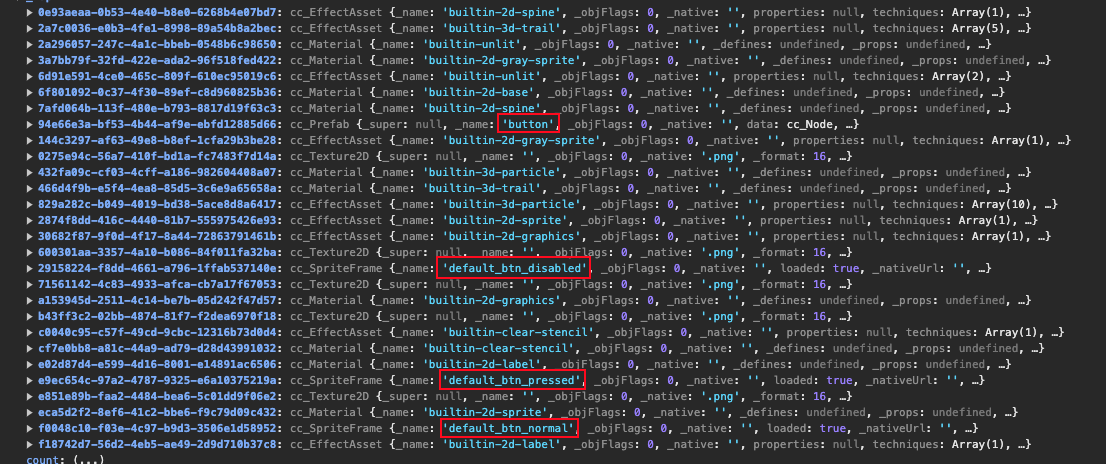 0e93aeaa-0b53-4e40-b8e0-6268b4e07bd7: cc_EffectAsset {_name: 'builtin-2d-spine', _objFlags: 0, _native: '', properties: null, techniques: Array(1), …}
2a7c0036-e0b3-4fe1-8998-89a54b8a2bec: cc_EffectAsset {_name: 'builtin-3d-trail', _objFlags: 0, _native: '', properties: null, techniques: Array(5), …}
2a296057-247c-4a1c-bbeb-0548b6c98650: cc_Material {_name: 'builtin-unlit', _objFlags: 0, _native: '', _defines: undefined, _props: undefined, …}
3a7bb79f-32fd-422e-ada2-96f518fed422: cc_Material {_name: 'builtin-2d-gray-sprite', _objFlags: 0, _native: '', _defines: undefined, _props: undefined, …}
6d91e591-4ce0-465c-809f-610ec95019c6: cc_EffectAsset {_name: 'builtin-unlit', _objFlags: 0, _native: '', properties: null, techniques: Array(2), …}
6f801092-0c37-4f30-89ef-c8d960825b36: cc_Material {_name: 'builtin-2d-base', _objFlags: 0, _native: '', _defines: undefined, _props: undefined, …}
7afd064b-113f-480e-b793-8817d19f63c3: cc_Material {_name: 'builtin-2d-spine', _objFlags: 0, _native: '', _defines: undefined, _props: undefined, …}
94e66e3a-bf53-4b44-af9e-ebfd12885d66: cc_Prefab {_super: null, _name: 'button', _objFlags: 0, _native: '', data: cc_Node, …}
144c3297-af63-49e8-b8ef-1cfa29b3be28: cc_EffectAsset {_name: 'builtin-2d-gray-sprite', _objFlags: 0, _native: '', properties: null, techniques: Array(1), …}
0275e94c-56a7-410f-bd1a-fc7483f7d14a: cc_Texture2D {_super: null, _name: '', _objFlags: 0, _native: '.png', _format: 16, …}
432fa09c-cf03-4cff-a186-982604408a07: cc_Material {_name: 'builtin-3d-particle', _objFlags: 0, _native: '', _defines: undefined, _props: undefined, …}
466d4f9b-e5f4-4ea8-85d5-3c6e9a65658a: cc_Material {_name: 'builtin-3d-trail', _objFlags: 0, _native: '', _defines: undefined, _props: undefined, …}
829a282c-b049-4019-bd38-5ace8d8a6417: cc_EffectAsset {_name: 'builtin-3d-particle', _objFlags: 0, _native: '', properties: null, techniques: Array(10), …}
2874f8dd-416c-4440-81b7-555975426e93: cc_EffectAsset {_name: 'builtin-2d-sprite', _objFlags: 0, _native: '', properties: null, techniques: Array(1), …}
30682f87-9f0d-4f17-8a44-72863791461b: cc_EffectAsset {_name: 'builtin-2d-graphics', _objFlags: 0, _native: '', properties: null, techniques: Array(1), …}
600301aa-3357-4a10-b086-84f011fa32ba: cc_Texture2D {_super: null, _name: '', _objFlags: 0, _native: '.png', _format: 16, …}
29158224-f8dd-4661-a796-1ffab537140e: cc_SpriteFrame {_name: 'default_btn_disabled', _objFlags: 0, _native: '', loaded: true, _nativeUrl: '', …}
71561142-4c83-4933-afca-cb7a17f67053: cc_Texture2D {_super: null, _name: '', _objFlags: 0, _native: '.png', _format: 16, …}
a153945d-2511-4c14-be7b-05d242f47d57: cc_Material {_name: 'builtin-2d-graphics', _objFlags: 0, _native: '', _defines: undefined, _props: undefined, …}
b43ff3c2-02bb-4874-81f7-f2dea6970f18: cc_Texture2D {_super: null, _name: '', _objFlags: 0, _native: '.png', _format: 16, …}
c0040c95-c57f-49cd-9cbc-12316b73d0d4: cc_EffectAsset {_name: 'builtin-clear-stencil', _objFlags: 0, _native: '', properties: null, techniques: Array(1), …}
cf7e0bb8-a81c-44a9-ad79-d28d43991032: cc_Material {_name: 'builtin-clear-stencil', _objFlags: 0, _native: '', _defines: undefined, _props: undefined, …}
e02d87d4-e599-4d16-8001-e14891ac6506: cc_Material {_name: 'builtin-2d-label', _objFlags: 0, _native: '', _defines: undefined, _props: undefined, …}
e9ec654c-97a2-4787-9325-e6a10375219a: cc_SpriteFrame {_name: 'default_btn_pressed', _objFlags: 0, _native: '', loaded: true, _nativeUrl: '', …}
e851e89b-faa2-4484-bea6-5c01dd9f06e2: cc_Texture2D {_super: null, _name: '', _objFlags: 0, _native: '.png', _format: 16, …}
eca5d2f2-8ef6-41c2-bbe6-f9c79d09c432: cc_Material {_name: 'builtin-2d-sprite', _objFlags: 0, _native: '', _defines: undefined, _props: undefined, …}
f0048c10-f03e-4c97-b9d3-3506e1d58952: cc_SpriteFrame {_name: 'default_btn_normal', _objFlags: 0, _native: '', loaded: true, _nativeUrl: '', …}
f18742d7-56d2-4eb5-ae49-2d9d710b37c8: cc_EffectAsset {_name: 'builtin-2d-label', _objFlags: 0, _native: '', properties: null, techniques: Array(1), …}
count: (...)